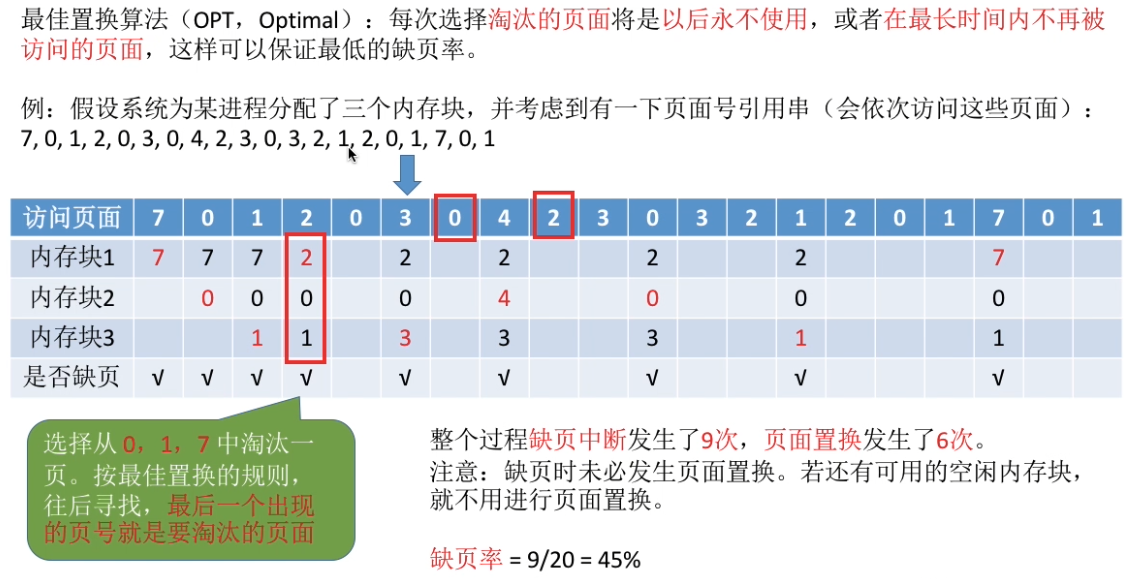 最佳置换算法（OPT，Optimal）：每次选择淘汰的页面将是以后永不使用，或者在最长时间内不再被
访问的页面，这样可以保证最低的缺页率。
例：假设系统为某进程分配了三个内存块，并考虑到有一下页面号引用串（会依次访问这些页面）：
7, 0, 1, 2, 0, 3, 0, 4, 2, 3, 0, 3, 2, 1, 2, 0, 1, 7, 0, 1
访问页面 7 0 1 2 0 3 0 4 2 3 0 3 2 1 2 0 1 7 0 1
内存块1 7 7 7 2 2 2 2 2 7
内存块2 0 0 0 0 4 0 0 0
内存块3 1 1 3 3 3 1 1
是否缺页 √ √ √ √ √ √ √ √ √
选择从 0，1，7 中淘汰一
页。按最佳置换的规则，
往后寻找，最后一个出现
的页号就是要淘汰的页面
整个过程缺页中断发生了9次，页面置换发生了6次。
注意：缺页时未必发生页面置换。若还有可用的空闲内存块，
就不用进行页面置换。
缺页率 = 9/20 = 45%